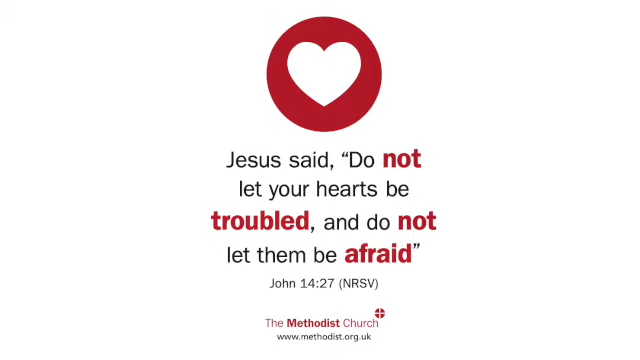 Jesus said, “Do not
let your hearts be
troubled, and do not
let them be afraid”
John 14:27 (NRSV)
The Methodist Church
www.methodist.org.uk